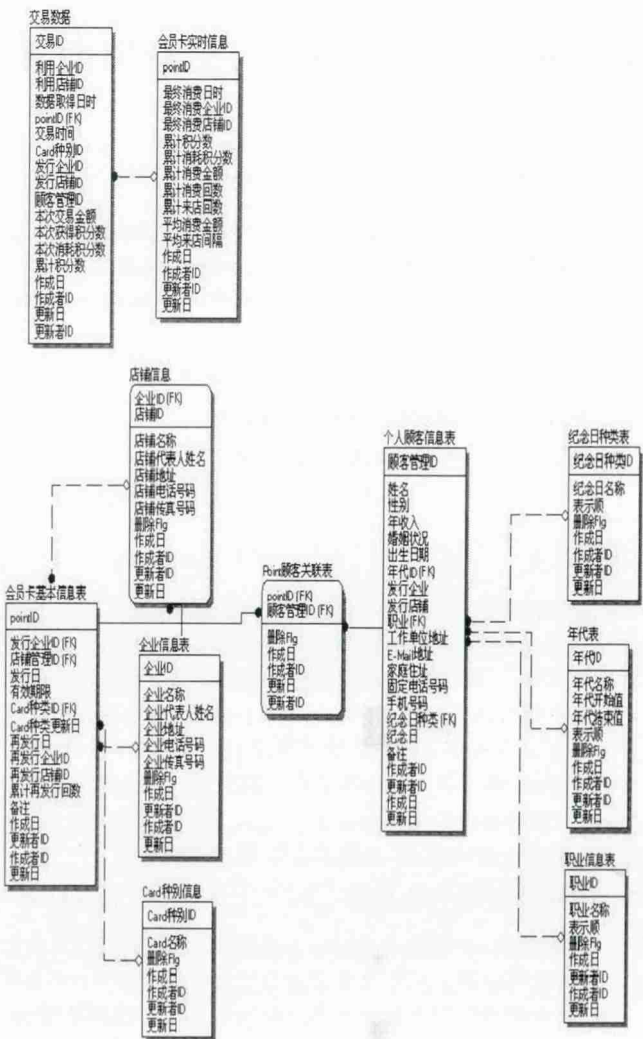 交易数据
交易ID
利用企业ID
利用店铺ID
数据取得日时
pointID (FK)
交易时间
Card种别ID
发行企业ID
发行店铺ID
顾客管理ID
本次交易金额
本次获得积分数
本次消耗积分数
累计积分数
作成日
作成者ID
更新日
更新者ID
会员卡实时信息
pointID
最终消费日时
最终消费企业ID
最终消费店铺ID
累计积分数
累计消耗积分数
累计消费金额
累计消费回数
累计来店回数
平均消费金额
平均来店间隔
作成日
作成者ID
更新者ID
更新日
店铺信息
企业ID (FK)
店铺ID
店铺名称
店铺代表人姓名
店铺地址
店铺电话号码
店铺传真号码
删除Flg
作成日
作成者ID
更新者ID
更新日
会员卡基本信息表
pointID
发行企业ID (FK)
店铺管理ID (FK)
发行日
有效期限
Card种类ID (FK)
Card种类更新日
再发行日
再发行企业ID
再发行店铺ID
累计再发行回数
备注
作成日
更新者ID
作成者ID
更新日
企业信息表
企业ID
企业名称
企业代表人姓名
企业地址
企业电话号码
企业传真号码
删除Flg
作成日
更新者ID
作成者ID
更新日
Card种别信息
Card种别ID
Card名称
删除Flg
作成日
作成者ID
更新者ID
更新日
Point顾客关联表
pointID (FK)
顾客管理ID (FK)
删除Flg
作成日
作成者ID
更新日
更新者ID
个人顾客信息表
顾客管理ID
姓名
性别
年收入
婚姻状况
出生日期
年代ID (FK)
发行企业
发行店铺
职业 (FK)
工作单位地址
E-Mail地址
家庭住址
固定电话号码
手机号码
纪念日种类 (FK)
纪念日
备注
作成者ID
更新者ID
作成日
更新日
纪念日种类表
纪念日种类ID
纪念日名称
表示顺
删除Flg
作成日
作成者ID
更新者ID
更新日
年代表
年代ID
年代名称
年代开始值
年代结束值
表示顺
删除Flg
作成日
作成者ID
更新者ID
更新日
职业信息表
职业ID
职业名称
表示顺
删除Flg
作成日
更新者ID
作成者ID
更新日